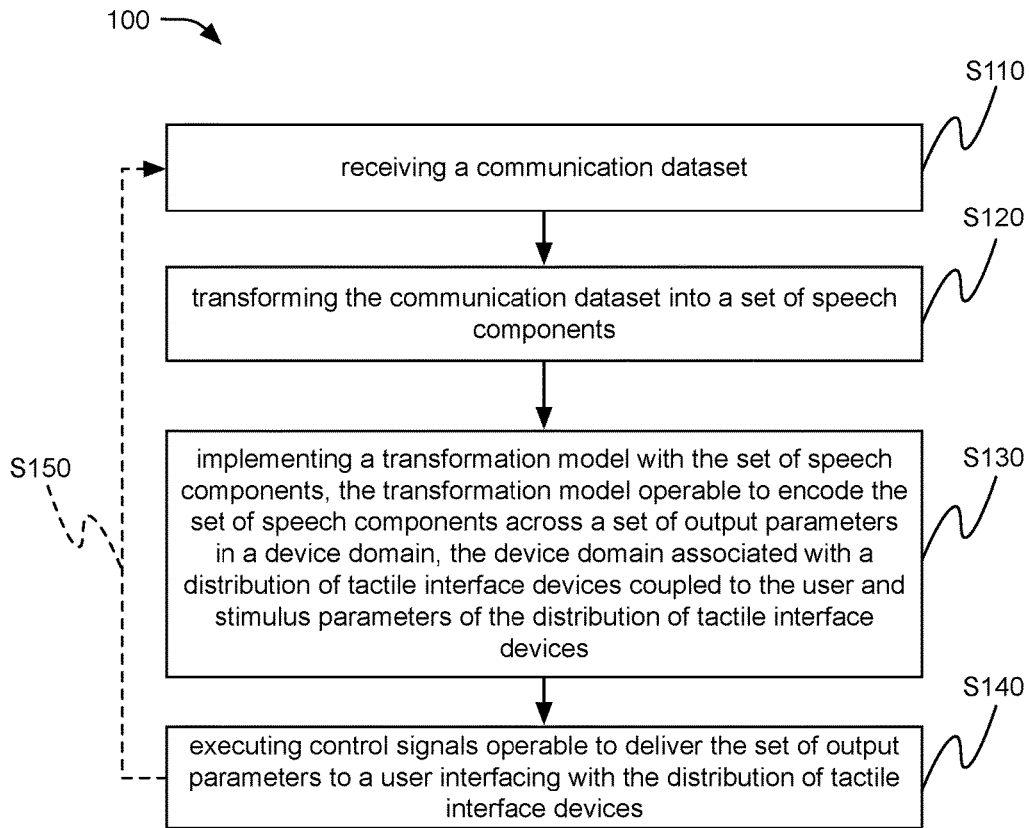 100
S110
receiving a communication dataset
S120
transforming the communication dataset into a set of speech
components
S130
implementing a transformation model with the set of speech
components, the transformation model operable to encode the
set of speech components across a set of output parameters
in a device domain, the device domain associated with a
distribution of tactile interface devices coupled to the user and
stimulus parameters of the distribution of tactile interface
devices
S150
S140
executing control signals operable to deliver the set of output
parameters to a user interfacing with the distribution of tactile
interface devices